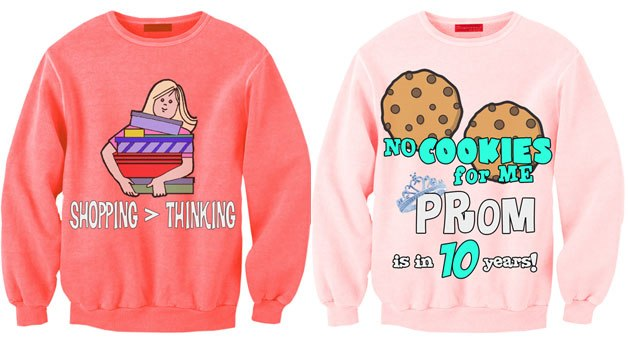 SHOPPING > THINKING
NO COOKIES
for ME
PROM
is in 10 years!